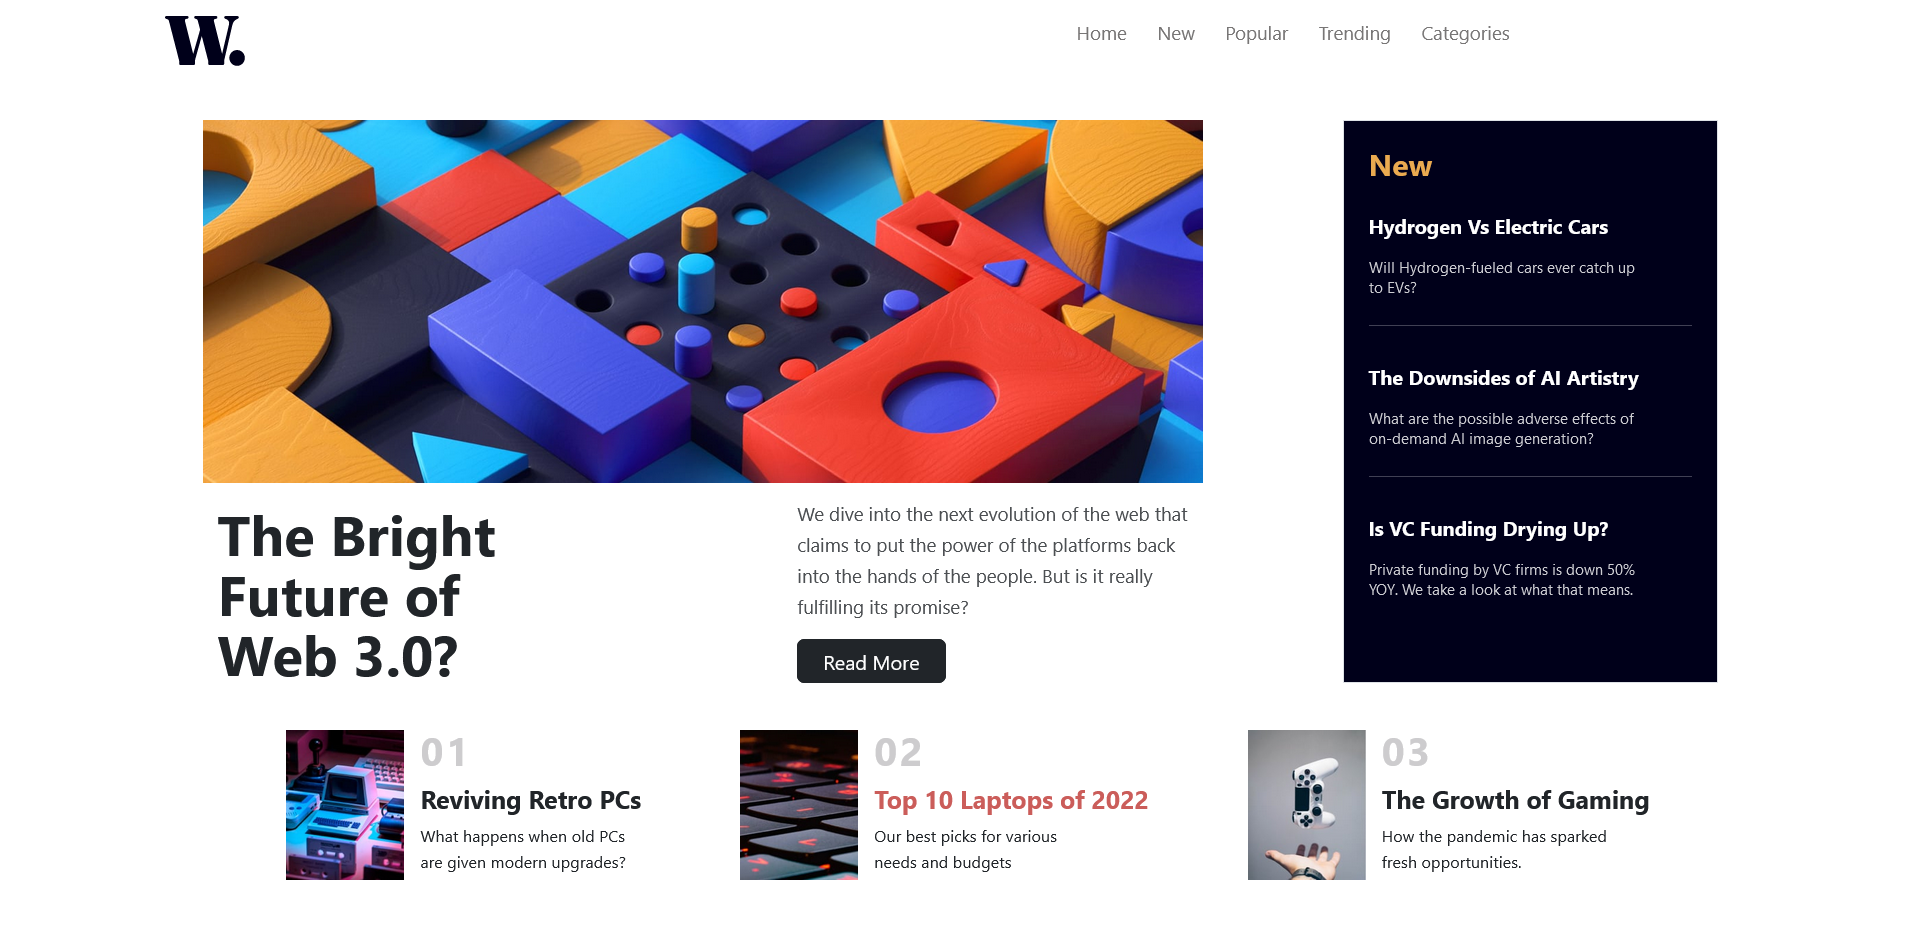 W.
Home New Popular Trending Categories
The Bright
Future of
Web 3.0?
We dive into the next evolution of the web that
claims to put the power of the platforms back
into the hands of the people. But is it really
fulfilling its promise?
Read More
New
Hydrogen Vs Electric Cars
Will Hydrogen-fueled cars ever catch up
to EVs?
The Downsides of AI Artistry
What are the possible adverse effects of
on-demand AI image generation?
Is VC Funding Drying Up?
Private funding by VC firms is down 50%
YOY. We take a look at what that means.
01
Reviving Retro PCs
What happens when old PCs
are given modern upgrades?
02
Top 10 Laptops of 2022
Our best picks for various
needs and budgets
03
The Growth of Gaming
How the pandemic has sparked
fresh opportunities.